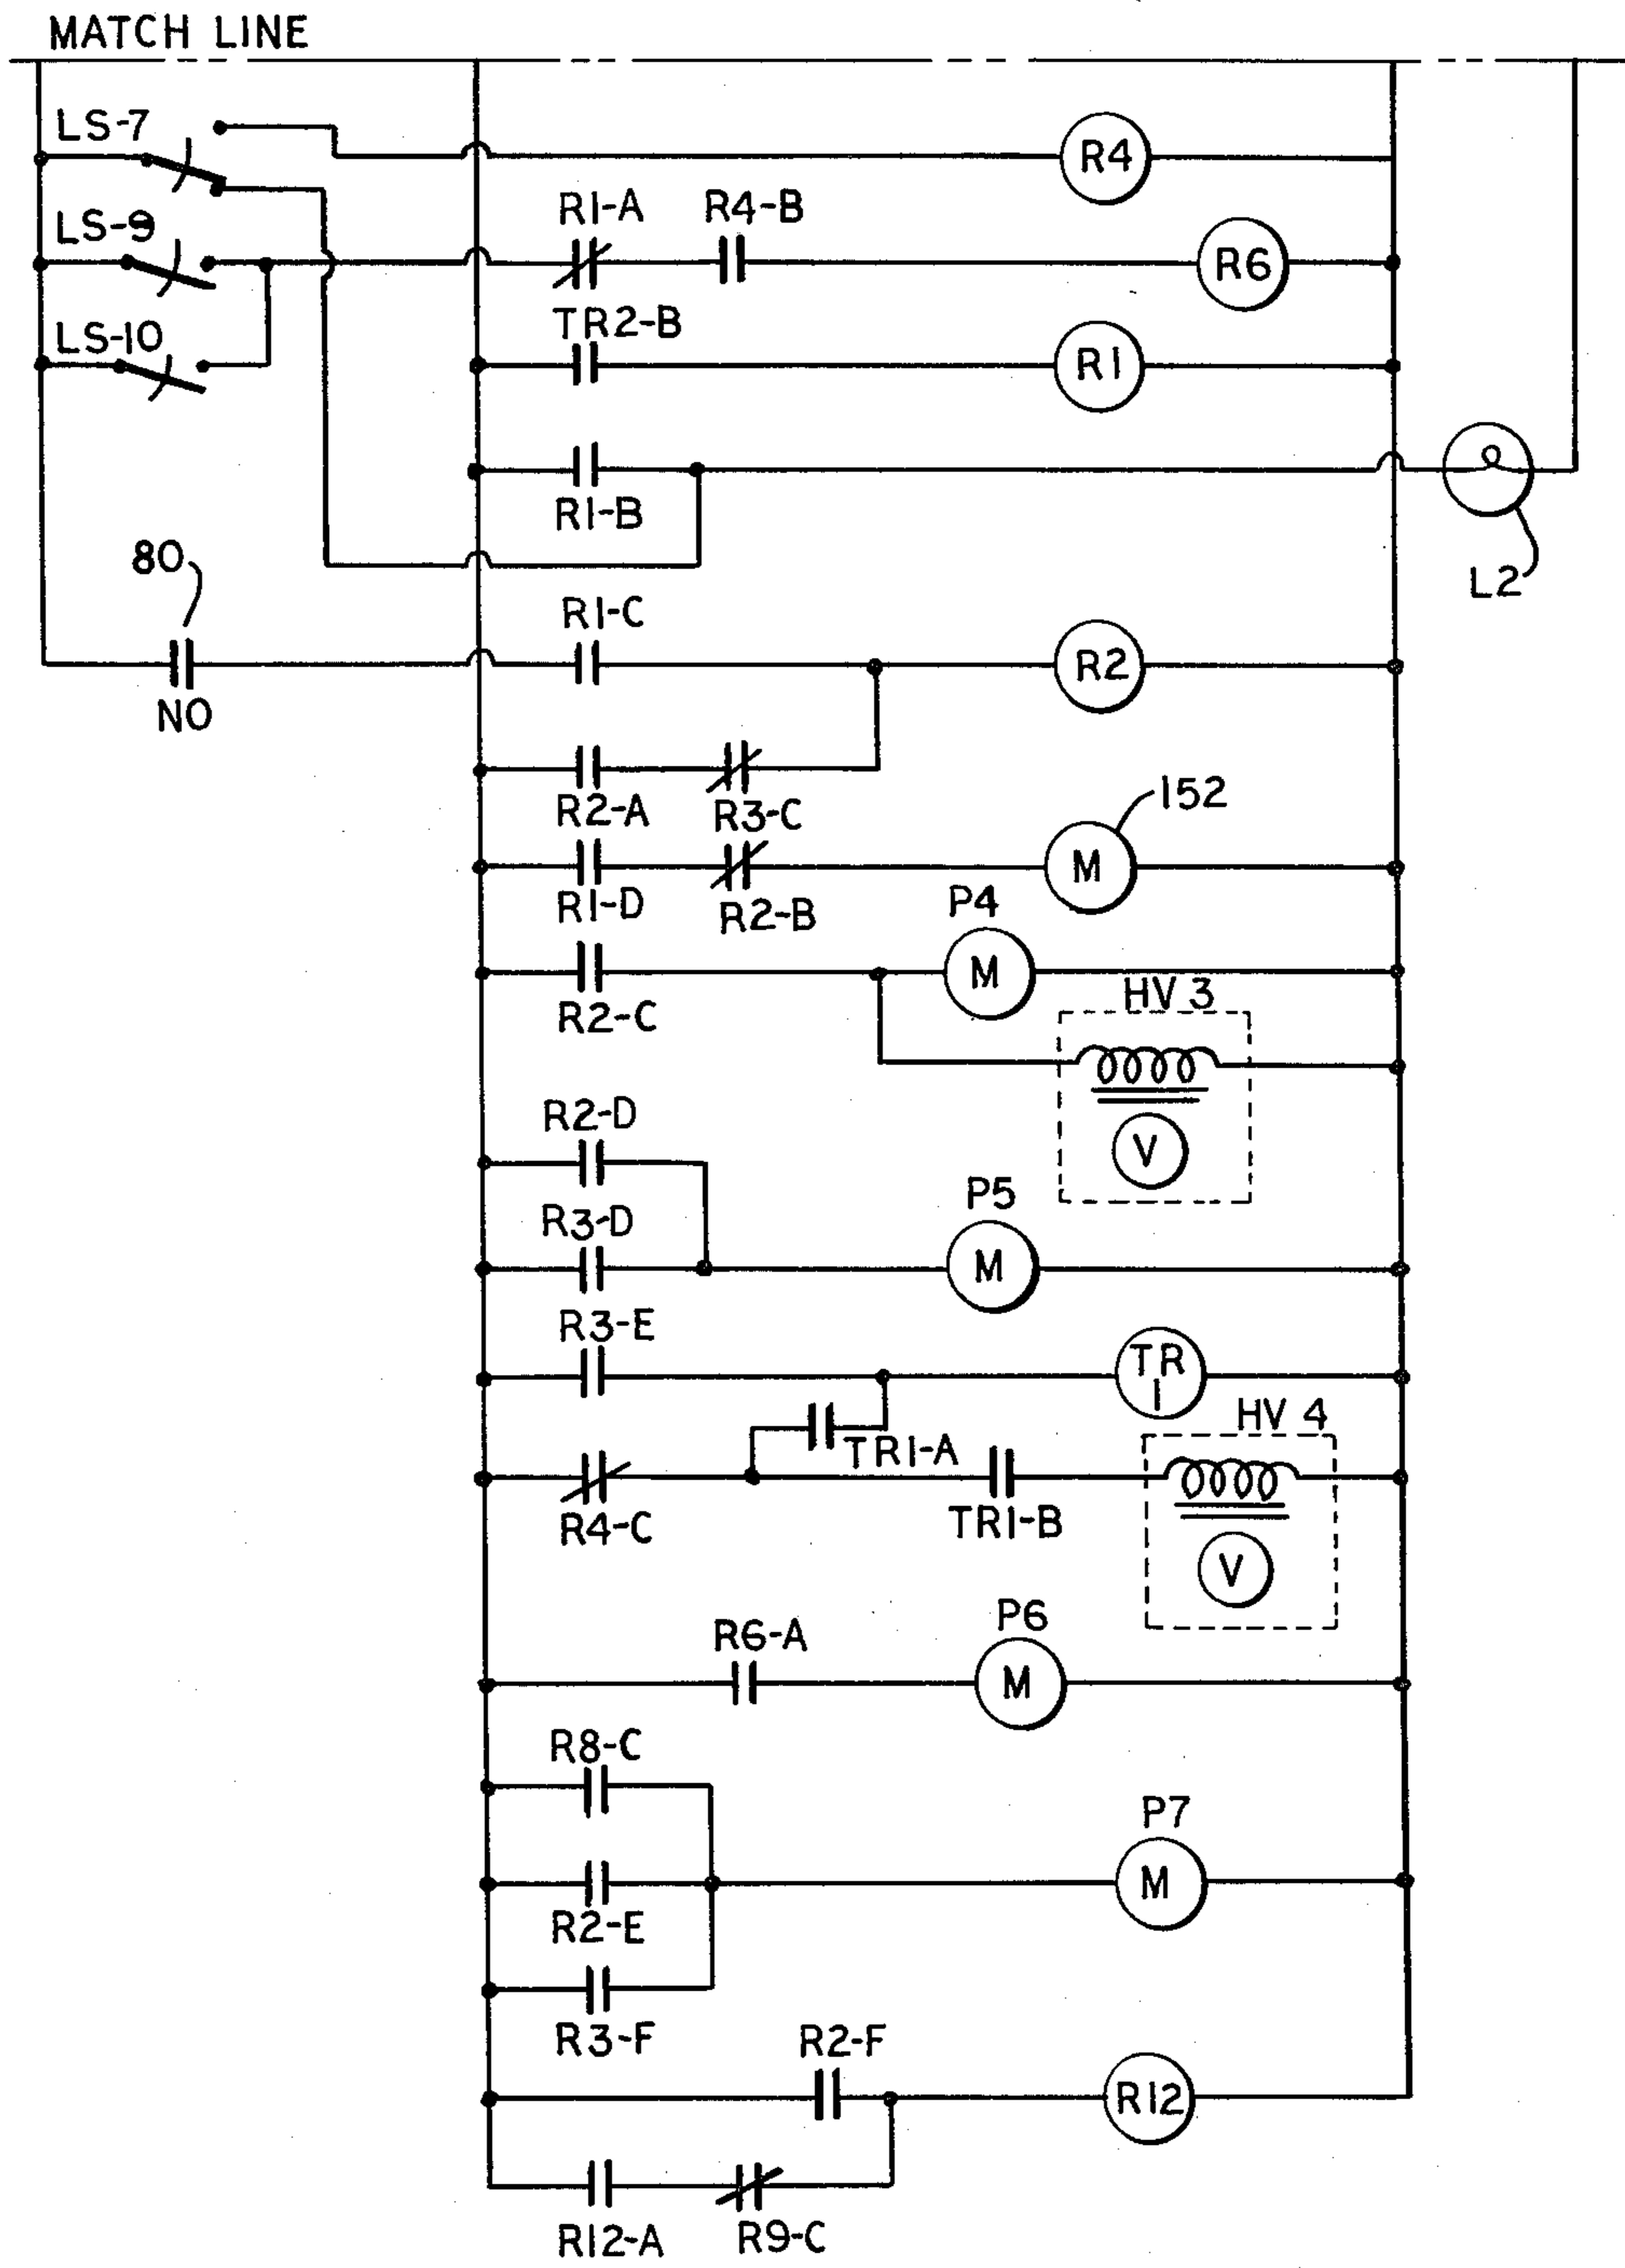 MATCH LINE
LS-7
R4
R1-A
R4-B
LS-9
R6
TR2-B
LS-10
R1
R1-B
L2
80
R1-C
R2
NO
R2-A
R3-C
152
M
R1-D
R2-B
P4
M
R2-C
HV 3
V
R2-D
P5
R3-D
M
R3-E
TR
1
HV 4
TR1-A
R4-C
TR1-B
V
P6
R6-A
M
R8-C
P7
M
R2-E
R3-F
R2-F
R12
R12-A
R9-C